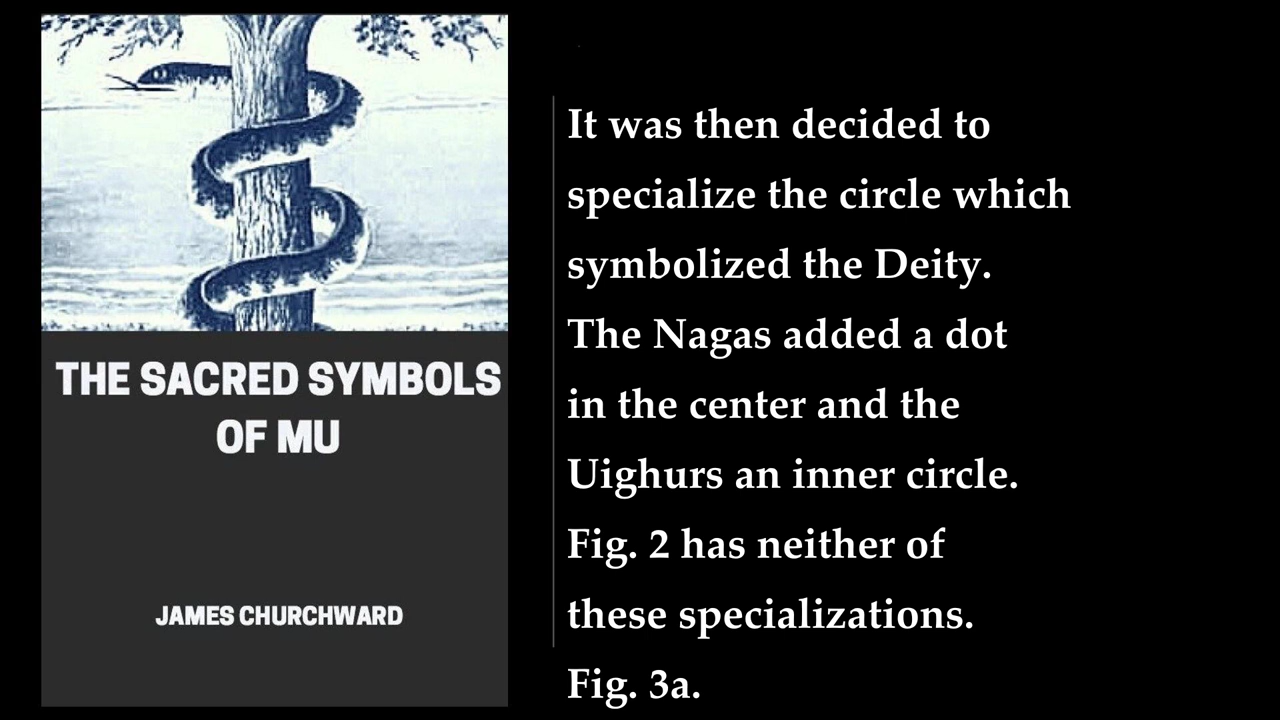 THE SACRED SYMBOLS
OF MU
JAMES CHURCHWARD
It was then decided to
specialize the circle which
symbolized the Deity.
The Nagas added a dot
in the center and the
Uighurs an inner circle.
Fig. 2 has neither of
these specializations.
Fig. 3a.